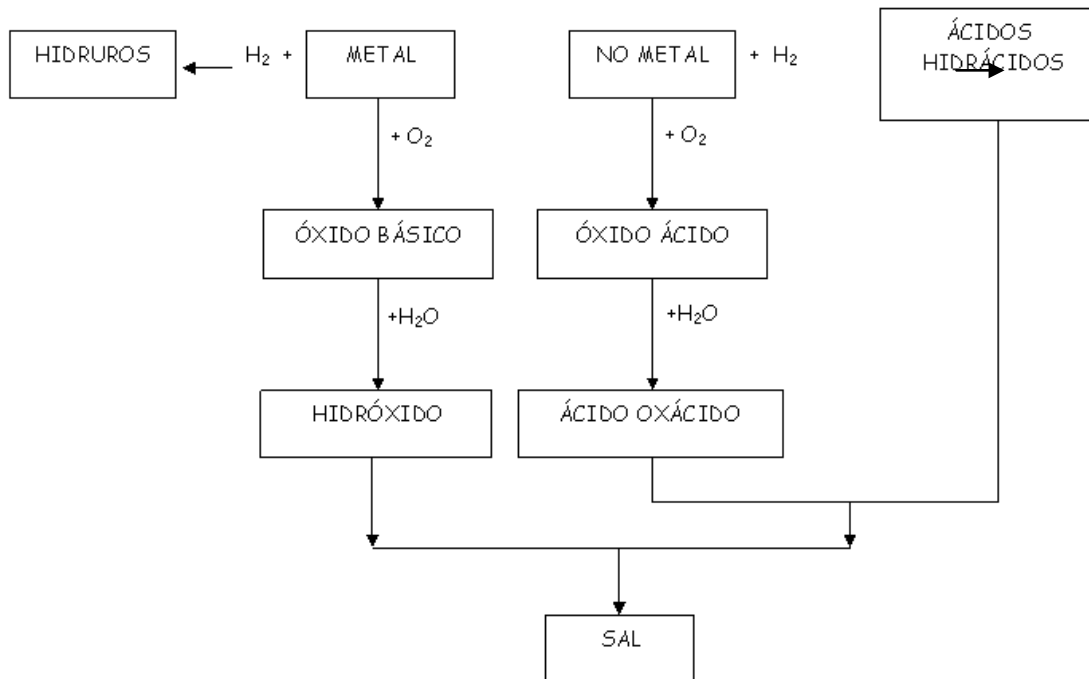 HIDRUROS
H₂ +
METAL
NO METAL
+ H₂
ÁCIDOS
HIDRÁCIDOS
+ O₂
+ O₂
ÓXIDO BÁSICO
ÓXIDO ÁCIDO
+H₂O
+H₂O
HIDRÓXIDO
ÁCIDO OXÁCIDO
SAL